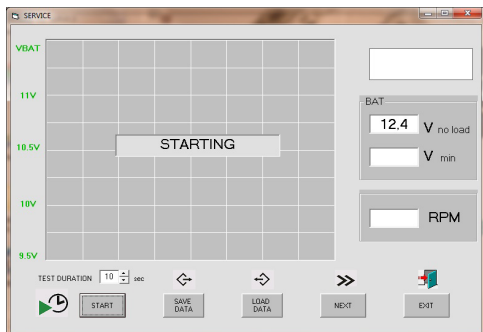 SERVICE
VBAT
11V
10.5V
10V
9.5V
STARTING
BAT
12,4 V no load
V min
RPM
TEST DURATION 10 sec
START
SAVE
DATA
LOAD
DATA
NEXT
EXIT